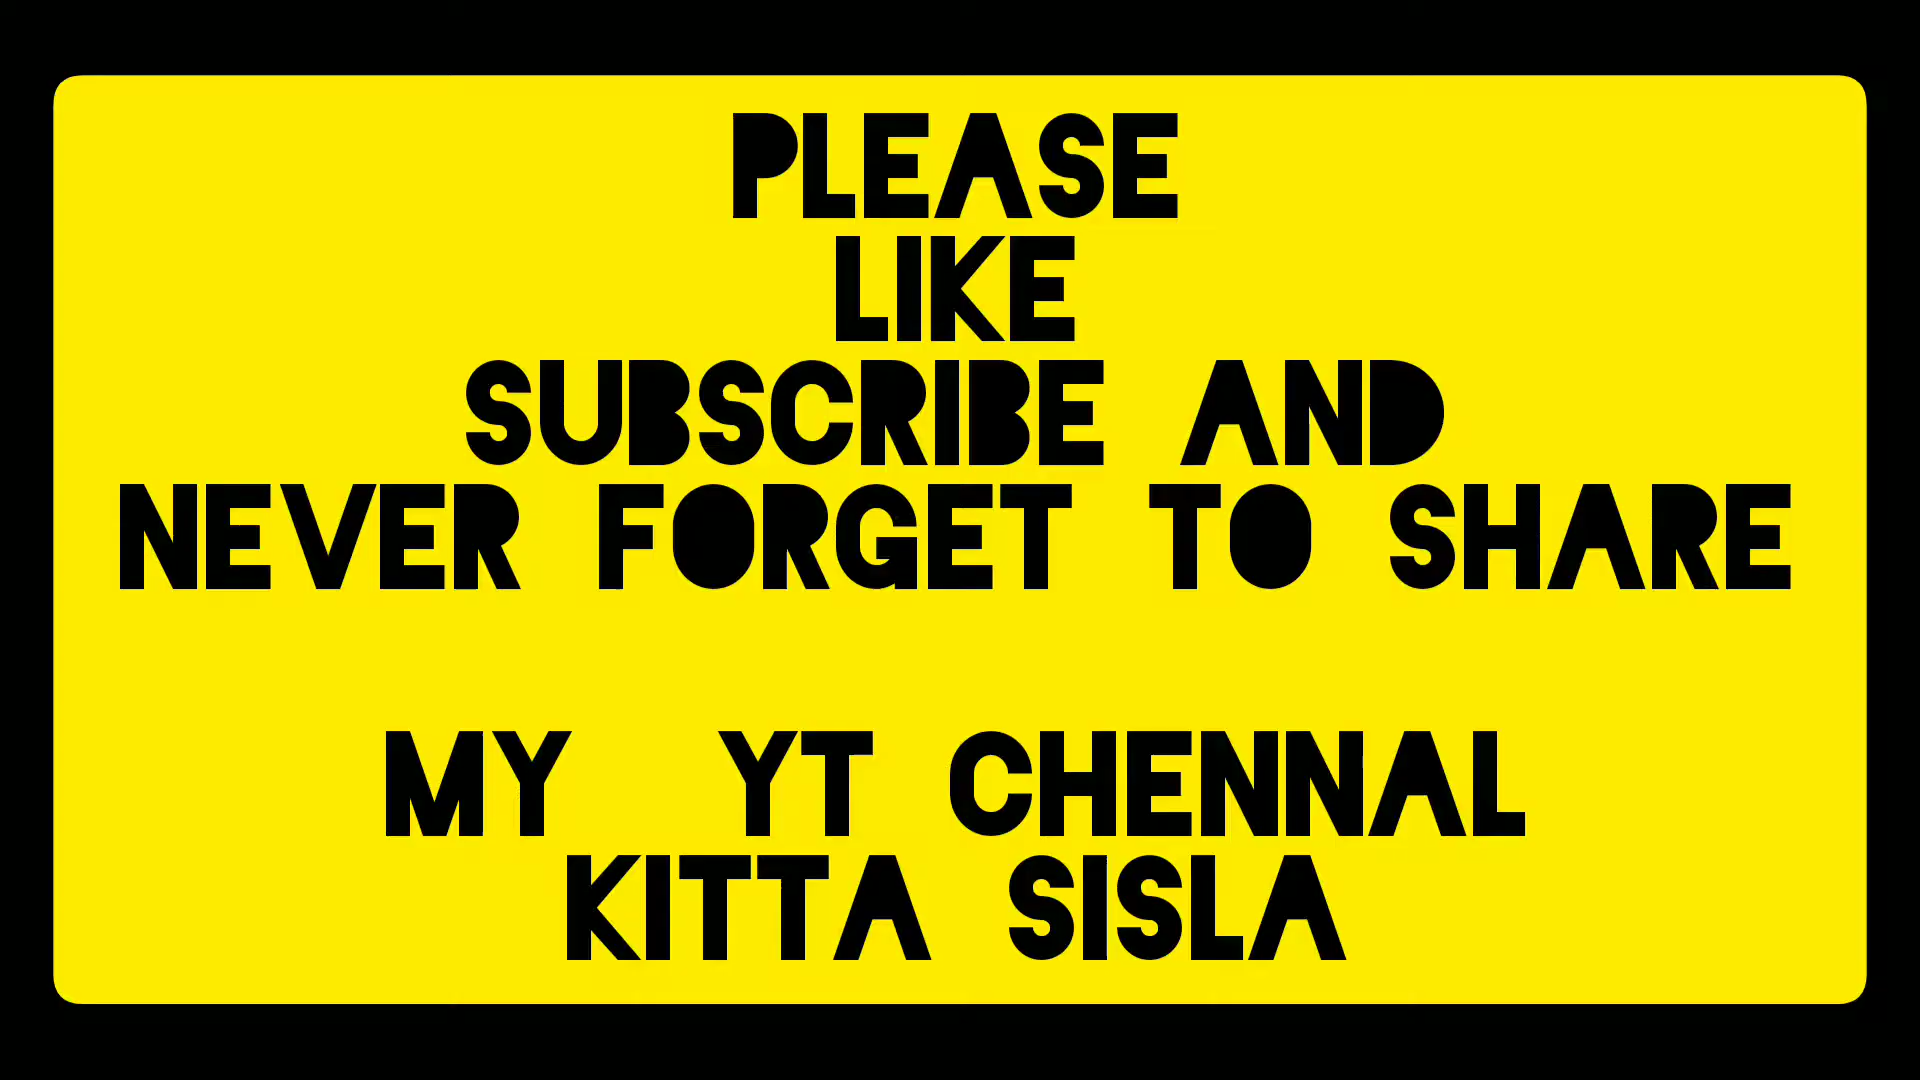 PLEASE
LIKE
SUBSCRIBE AND
NEVER FORGET TO SHARE
MY YT CHENNAL
KITTA SISLA